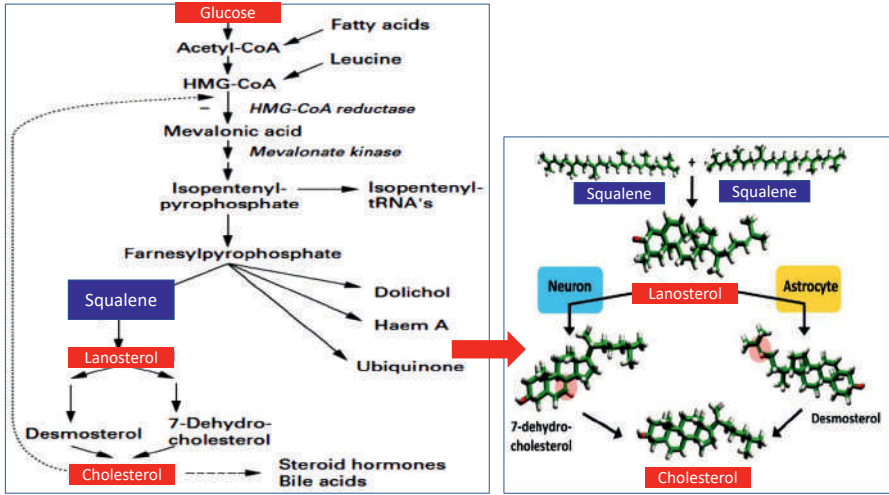 Glucose
Fatty acids
Acetyl-CoA
Leucine
HMG-CoA
–
HMG-CoA reductase
Mevalonic acid
Mevalonate kinase
Isopentenyl-
pyrophosphate
Isopentenyl-
tRNA's
Farnesylpyrophosphate
Squalene
Dolichol
Haem A
Ubiquinone
Lanosterol
Desmosterol
7-Dehydro-
cholesterol
Cholesterol
Steroid hormones
Bile acids
+
Squalene
Squalene
Neuron
Lanosterol
Astrocyte
7-dehydro-
cholesterol
Desmosterol
Cholesterol